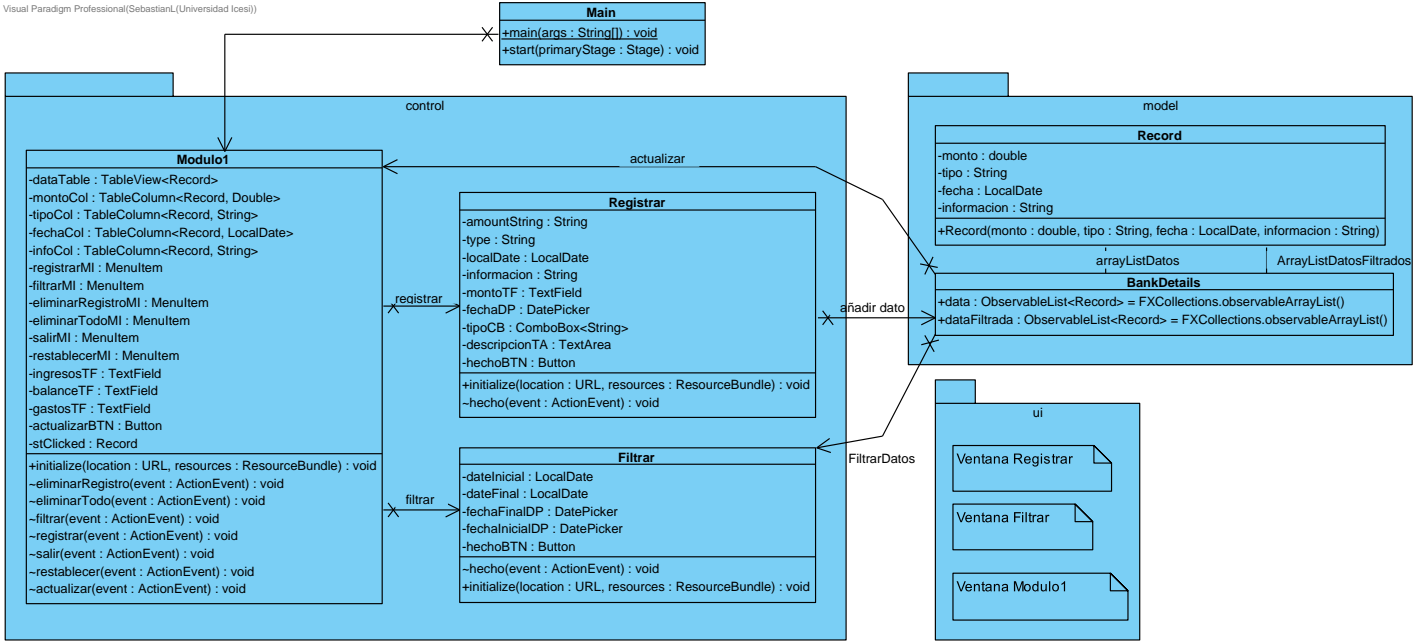 Visual Paradigm Professional(SebastianL(Universidad Icesi))
Main
+main(args : String[]) : void
+start(primaryStage : Stage) : void
control
Modulo1
-dataTable : TableView<Record>
-montoCol : TableColumn<Record, Double>
-tipoCol : TableColumn<Record, String>
-fechaCol : TableColumn<Record, LocalDate>
-infoCol : TableColumn<Record, String>
-registrarMI : MenuItem
-filtrarMI : MenuItem
-eliminarRegistroMI : MenuItem
-eliminarTodoMI : MenuItem
-salirMI : MenuItem
-restablecerMI : MenuItem
-ingresosTF : TextField
-balanceTF : TextField
-gastosTF : TextField
-actualizarBTN : Button
-stClicked : Record
+initialize(location : URL, resources : ResourceBundle) : void
~eliminarRegistro(event : ActionEvent) : void
~eliminarTodo(event : ActionEvent) : void
~filtrar(event : ActionEvent) : void
~registrar(event : ActionEvent) : void
~salir(event : ActionEvent) : void
~restablecer(event : ActionEvent) : void
~actualizar(event : ActionEvent) : void
actualizar
registrar
filtrar
Registrar
-amountString : String
-type : String
-localDate : LocalDate
-informacion : String
-montoTF : TextField
-fechaDP : DatePicker
-tipoCB : ComboBox<String>
-descripcionTA : TextArea
-hechoBTN : Button
+initialize(location : URL, resources : ResourceBundle) : void
~hecho(event : ActionEvent) : void
Filtrar
-dateInicial : LocalDate
-dateFinal : LocalDate
-fechaFinalDP : DatePicker
-fechaInicialDP : DatePicker
-hechoBTN : Button
~hecho(event : ActionEvent) : void
+initialize(location : URL, resources : ResourceBundle) : void
añadir dato
FiltrarDatos
model
Record
-monto : double
-tipo : String
-fecha : LocalDate
-informacion : String
+Record(monto : double, tipo : String, fecha : LocalDate, informacion : String)
arrayListDatos
ArrayListDatosFiltrados
BankDetails
+data : ObservableList<Record> = FXCollections.observableArrayList()
+dataFiltrada : ObservableList<Record> = FXCollections.observableArrayList()
ui
Ventana Registrar
Ventana Filtrar
Ventana Modulo1